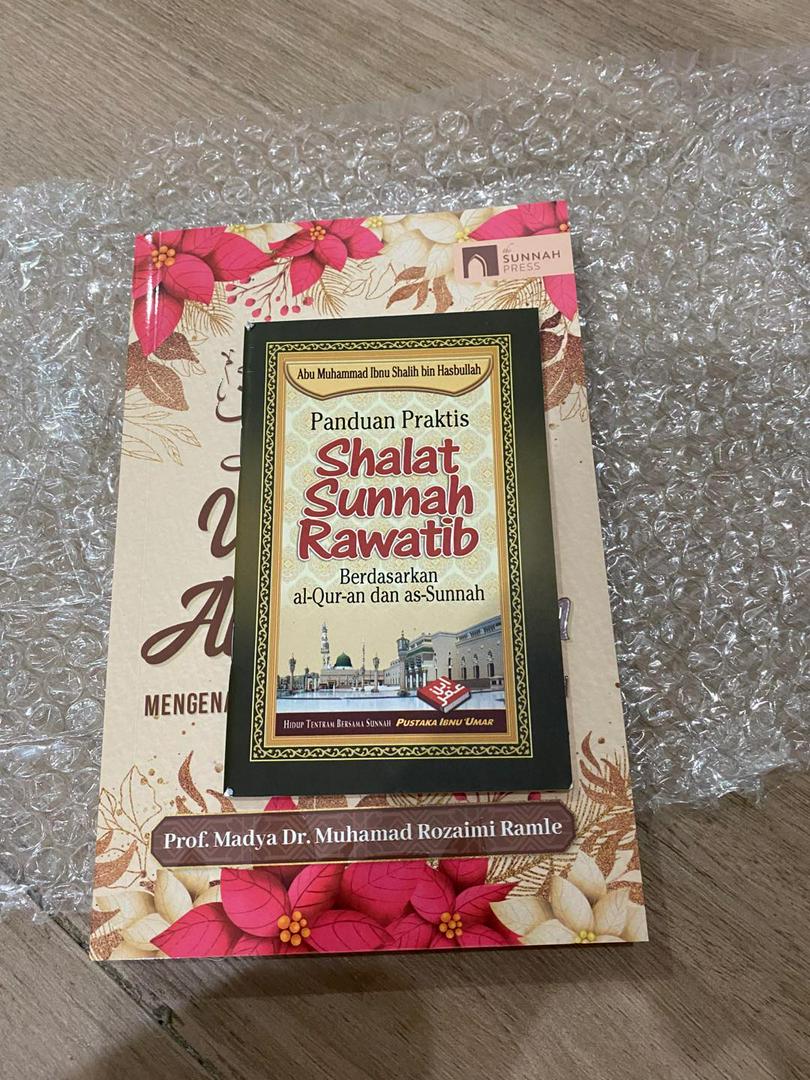 the
SUNNAH
PRESS
Abu Muhammad Ibnu Shalih bin Hasbullah
Panduan Praktis
Shalat
Sunnah
Rawatib
Berdasarkan
al-Qur-an dan as-Sunnah
HIDUP TENTRAM BERSAMA SUNNAH PUSTAKA IBNU 'UMAR
Prof. Madya Dr. Muhamad Rozaimi Ramle